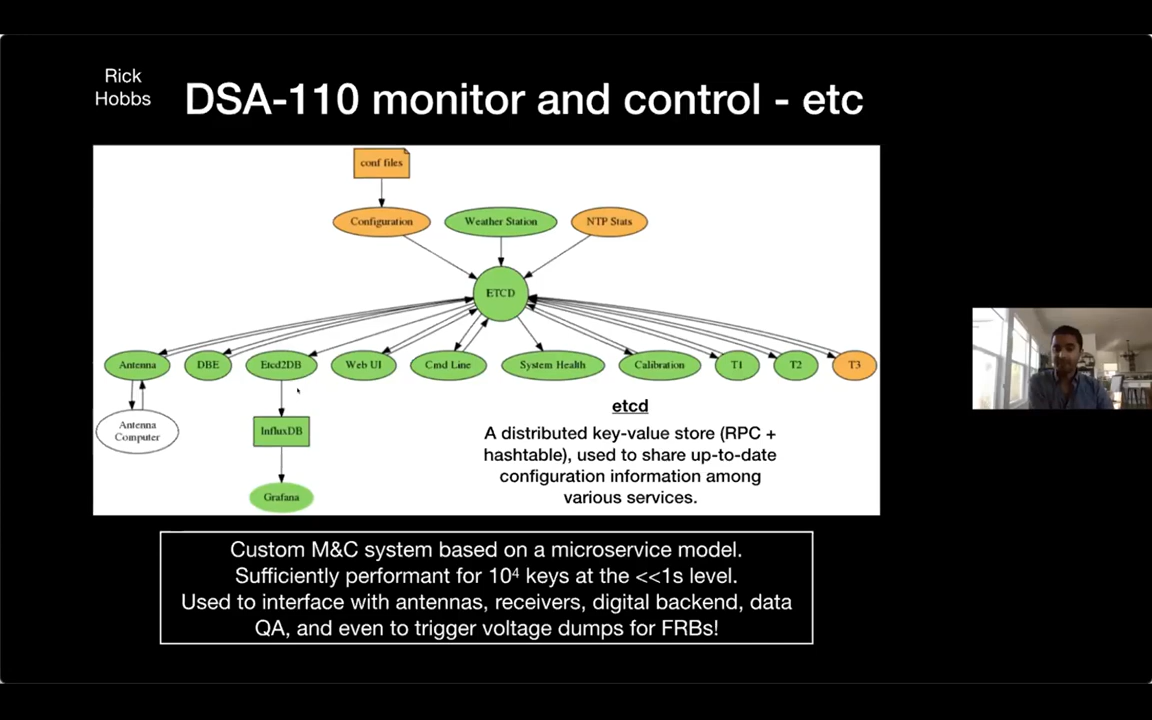 Rick
Hobbs
DSA-110 monitor and control - etc
conf files
Configuration
Weather Station
NTP Stats
ETCD
Antenna
DBE
Etcd2DB
Web UI
Cmd Line
System Health
Calibration
T1
T2
T3
Antenna
Computer
InfluxDB
Grafana
etcd
A distributed key-value store (RPC +
hashtable), used to share up-to-date
configuration information among
various services.
Custom M&C system based on a microservice model.
Sufficiently performant for 10⁴ keys at the <<1s level.
Used to interface with antennas, receivers, digital backend, data
QA, and even to trigger voltage dumps for FRBs!